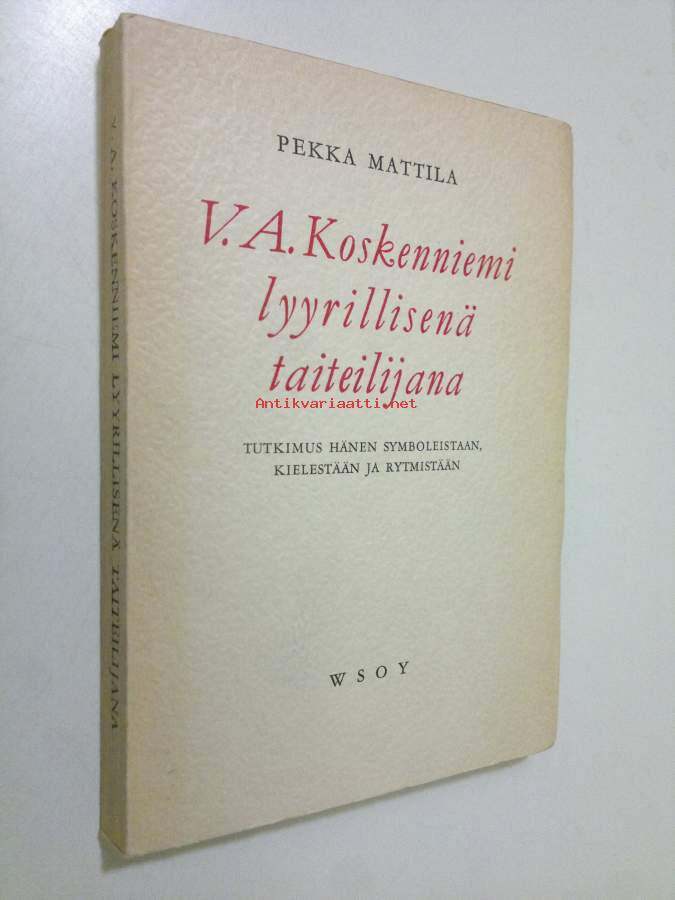 PEKKA MATTILA
V. A. Koskenniemi
lyyrillisenä
taiteilijana
Antikvariaatti.net
TUTKIMUS HÄNEN SYMBOLEISTAAN,
KIELESTÄÄN JA RYTMISTÄÄN
WSOY
V. A. KOSKENNIEMI LYYRILLISENÄ TAITEILIJANA